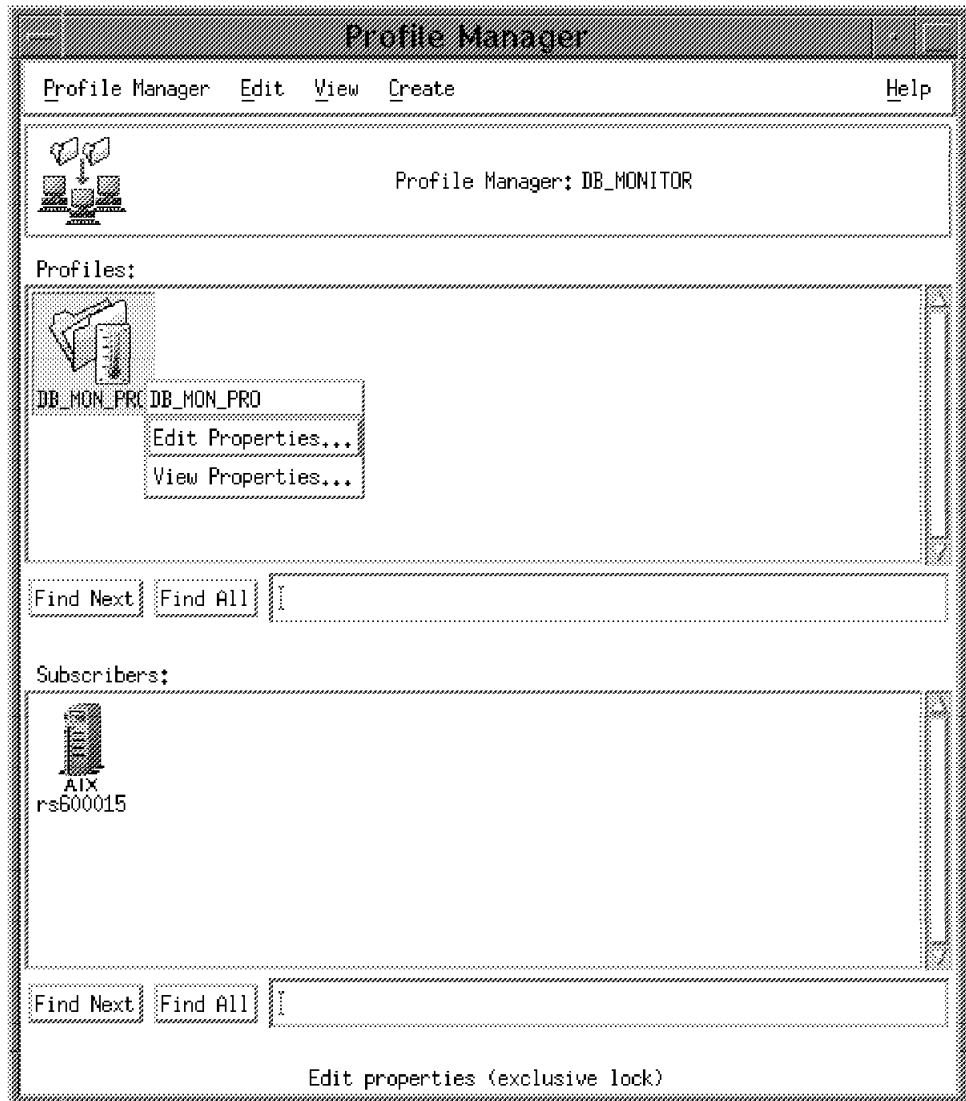 Profile Manager
Profile Manager Edit View Create Help
Profile Manager: DB_MONITOR
Profiles:
DB_MON_PRO
DB_MON_PRO
Edit Properties...
View Properties...
Find Next Find All
Subscribers:
AIX
rs600015
Find Next Find All
Edit properties (exclusive lock)